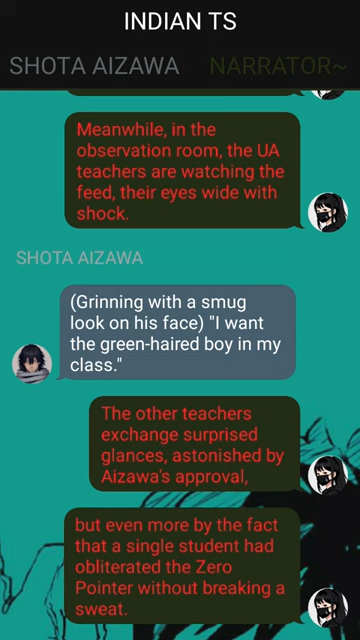 INDIAN TS
SHOTA AIZAWA NARRATOR~
Meanwhile, in the
observation room, the UA
teachers are watching the
feed, their eyes wide with
shock.
SHOTA AIZAWA
(Grinning with a smug
look on his face) "I want
the green-haired boy in my
class."
The other teachers
exchange surprised
glances, astonished by
Aizawa's approval,
but even more by the fact
that a single student had
obliterated the Zero
Pointer without breaking a
sweat.